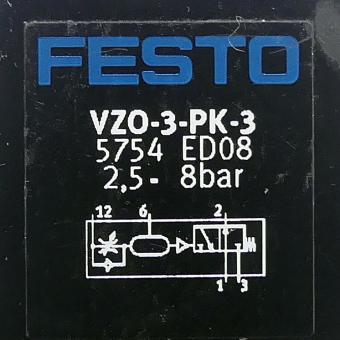 FESTO
VZO-3-PK-3
5754 ED08
2,5- 8bar
12 6 2
1 3